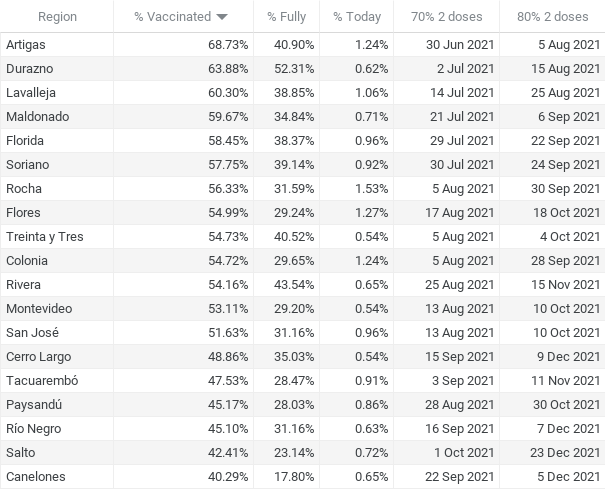 Region % Vaccinated % Fully % Today 70% 2 doses 80% 2 doses
Artigas 68.73% 40.90% 1.24% 30 Jun 2021 5 Aug 2021
Durazno 63.88% 52.31% 0.62% 2 Jul 2021 15 Aug 2021
Lavalleja 60.30% 38.85% 1.06% 14 Jul 2021 25 Aug 2021
Maldonado 59.67% 34.84% 0.71% 21 Jul 2021 6 Sep 2021
Florida 58.45% 38.37% 0.96% 29 Jul 2021 22 Sep 2021
Soriano 57.75% 39.14% 0.92% 30 Jul 2021 24 Sep 2021
Rocha 56.33% 31.59% 1.53% 5 Aug 2021 30 Sep 2021
Flores 54.99% 29.24% 1.27% 17 Aug 2021 18 Oct 2021
Treinta y Tres 54.73% 40.52% 0.54% 5 Aug 2021 4 Oct 2021
Colonia 54.72% 29.65% 1.24% 5 Aug 2021 28 Sep 2021
Rivera 54.16% 43.54% 0.65% 25 Aug 2021 15 Nov 2021
Montevideo 53.11% 29.20% 0.54% 13 Aug 2021 10 Oct 2021
San José 51.63% 31.16% 0.96% 13 Aug 2021 10 Oct 2021
Cerro Largo 48.86% 35.03% 0.54% 15 Sep 2021 9 Dec 2021
Tacuarembó 47.53% 28.47% 0.91% 3 Sep 2021 11 Nov 2021
Paysandú 45.17% 28.03% 0.86% 28 Aug 2021 30 Oct 2021
Río Negro 45.10% 31.16% 0.63% 16 Sep 2021 7 Dec 2021
Salto 42.41% 23.14% 0.72% 1 Oct 2021 23 Dec 2021
Canelones 40.29% 17.80% 0.65% 22 Sep 2021 5 Dec 2021